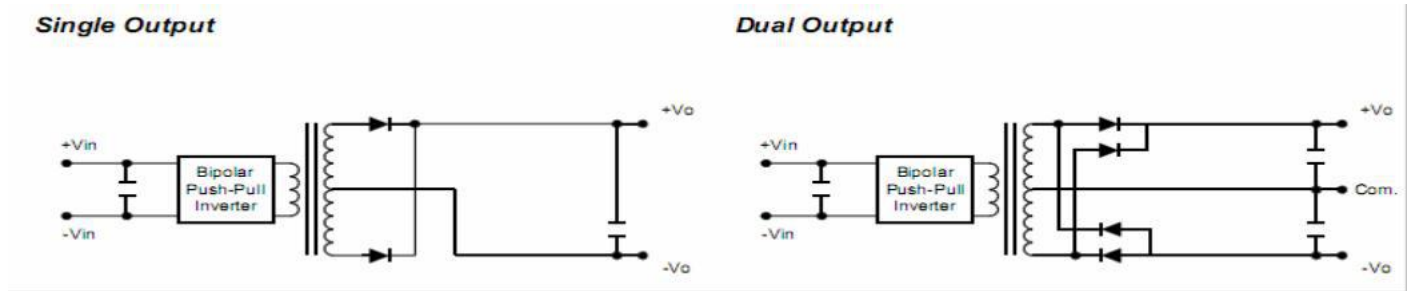 Single Output
+Vo
+Vin
Bipolar
Push-Pull
Inverter
-Vin
-Vo
Dual Output
+Vo
+Vin
Bipolar
Push-Pull
Inverter
Com.
-Vin
-Vo